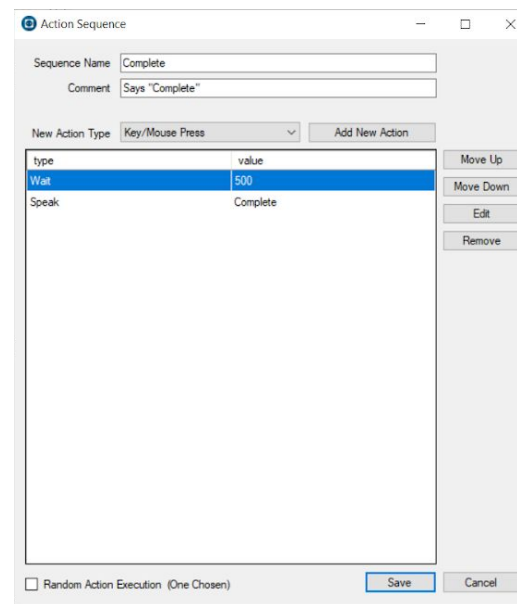 Action Sequence
Sequence Name Complete
Comment Says "Complete"
New Action Type Key/Mouse Press Add New Action
type value Move Up
Wait 500 Move Down
Speak Complete Edit
Remove
Random Action Execution (One Chosen) Save Cancel